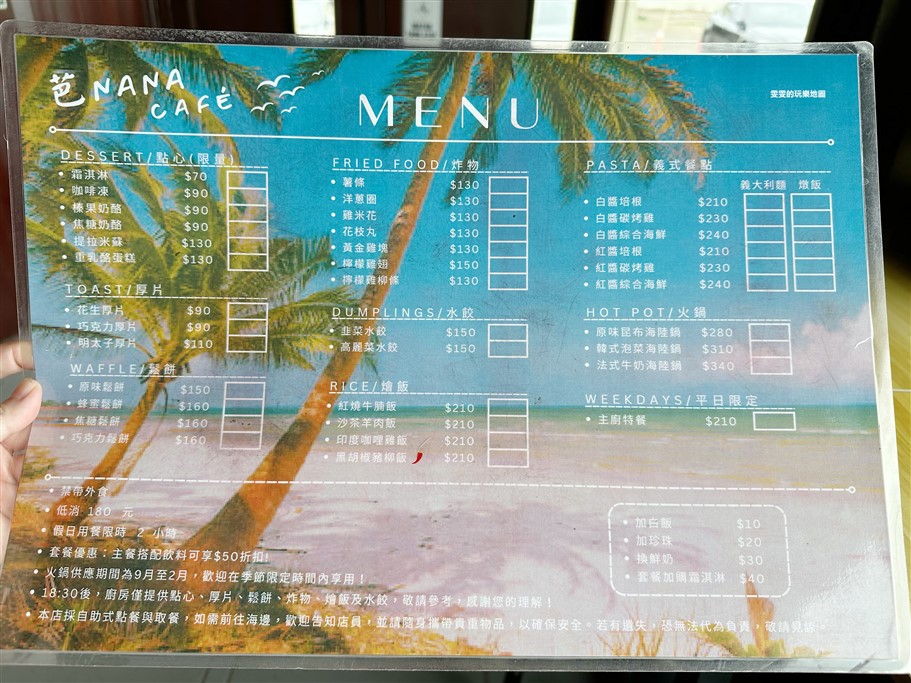 芭NANA CAFÉ
MENU
雯雯的玩樂地圖
DESSERT/點心(限量)
• 霜淇淋 $70
• 咖啡凍 $90
• 榛果奶酪 $90
• 焦糖奶酪 $90
• 提拉米蘇 $130
• 重乳酪蛋糕 $130
TOAST/厚片
• 花生厚片 $90
• 巧克力厚片 $90
• 明太子厚片 $110
WAFFLE/鬆餅
• 原味鬆餅 $150
• 蜂蜜鬆餅 $160
• 焦糖鬆餅 $160
• 巧克力鬆餅 $160
FRIED FOOD/炸物
• 薯條 $130
• 洋蔥圈 $130
• 雞米花 $130
• 花枝丸 $130
• 黃金雞塊 $130
• 檸檬雞翅 $150
• 檸檬雞柳條 $130
DUMPLINGS/水餃
• 韭菜水餃 $150
• 高麗菜水餃 $150
RICE/燴飯
• 紅燒牛腩飯 $210
• 沙茶羊肉飯 $210
• 印度咖哩雞飯 $210
• 黑胡椒豬柳飯 $210
PASTA/義式餐點
義大利麵 燉飯
• 白醬培根 $210
• 白醬碳烤雞 $230
• 白醬綜合海鮮 $240
• 紅醬培根 $210
• 紅醬碳烤雞 $230
• 紅醬綜合海鮮 $240
HOT POT/火鍋
• 原味昆布海陸鍋 $280
• 韓式泡菜海陸鍋 $310
• 法式牛奶海陸鍋 $340
WEEKDAYS/平日限定
• 主廚特餐 $210
• 禁帶外食
• 低消 180 元
• 假日用餐限時 2 小時
• 套餐優惠：主餐搭配飲料可享$50折扣!
• 火鍋供應期間為9月至2月，歡迎在季節限定時間內享用！
• 18:30後，廚房僅提供點心、厚片、鬆餅、炸物、燴飯及水餃，敬請參考，感謝您的理解！
• 本店採自助式點餐與取餐，如需前往海邊，歡迎告知店員，並請隨身攜帶貴重物品，以確保安全。若有遺失，恐無法代為負責，敬請見諒。
• 加白飯 $10
• 加珍珠 $20
• 換鮮奶 $30
• 套餐加購霜淇淋 $40